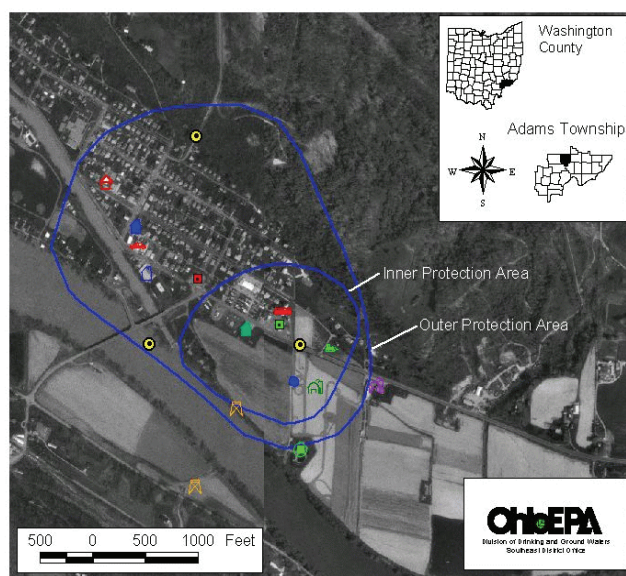 Washington
County
Adams Township
N
W E
S
Inner Protection Area
Outer Protection Area
500 0 500 1000 Feet
OhioEPA
Division of Drinking and Ground Waters
Southeast District Office